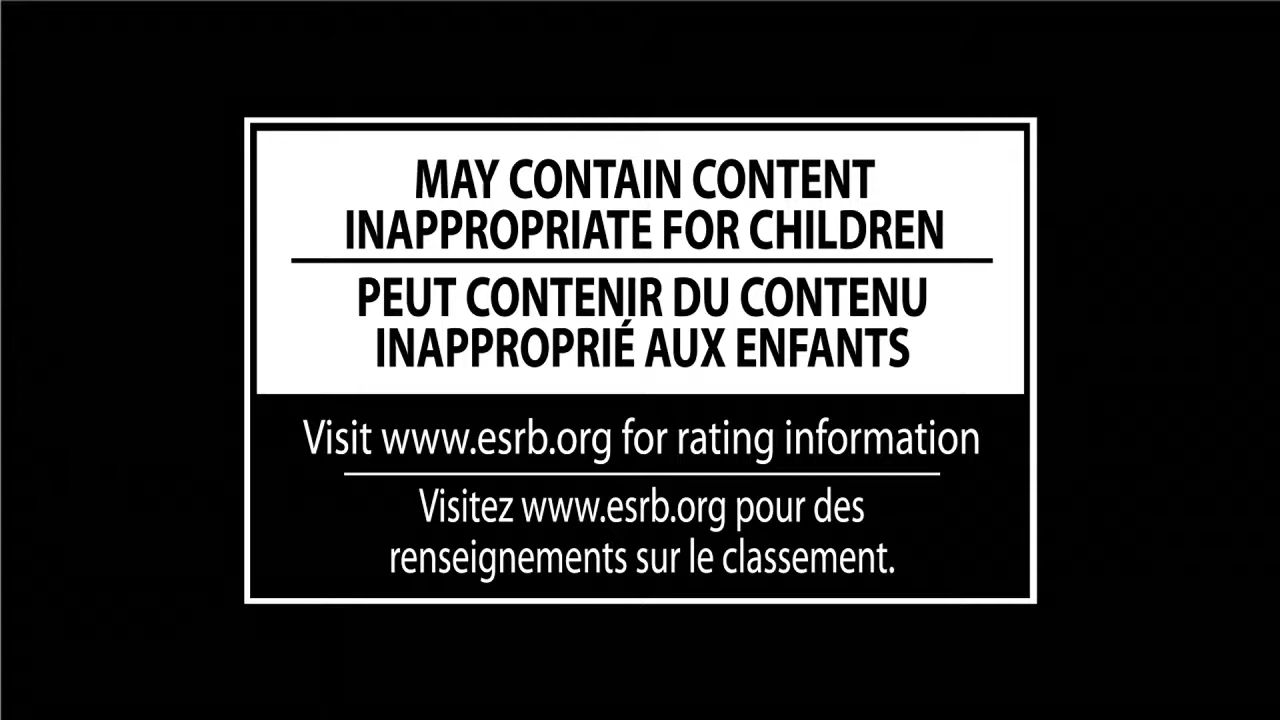 MAY CONTAIN CONTENT
INAPPROPRIATE FOR CHILDREN
PEUT CONTENIR DU CONTENU
INAPPROPRIÉ AUX ENFANTS
Visit www.esrb.org for rating information
Visitez www.esrb.org pour des
renseignements sur le classement.